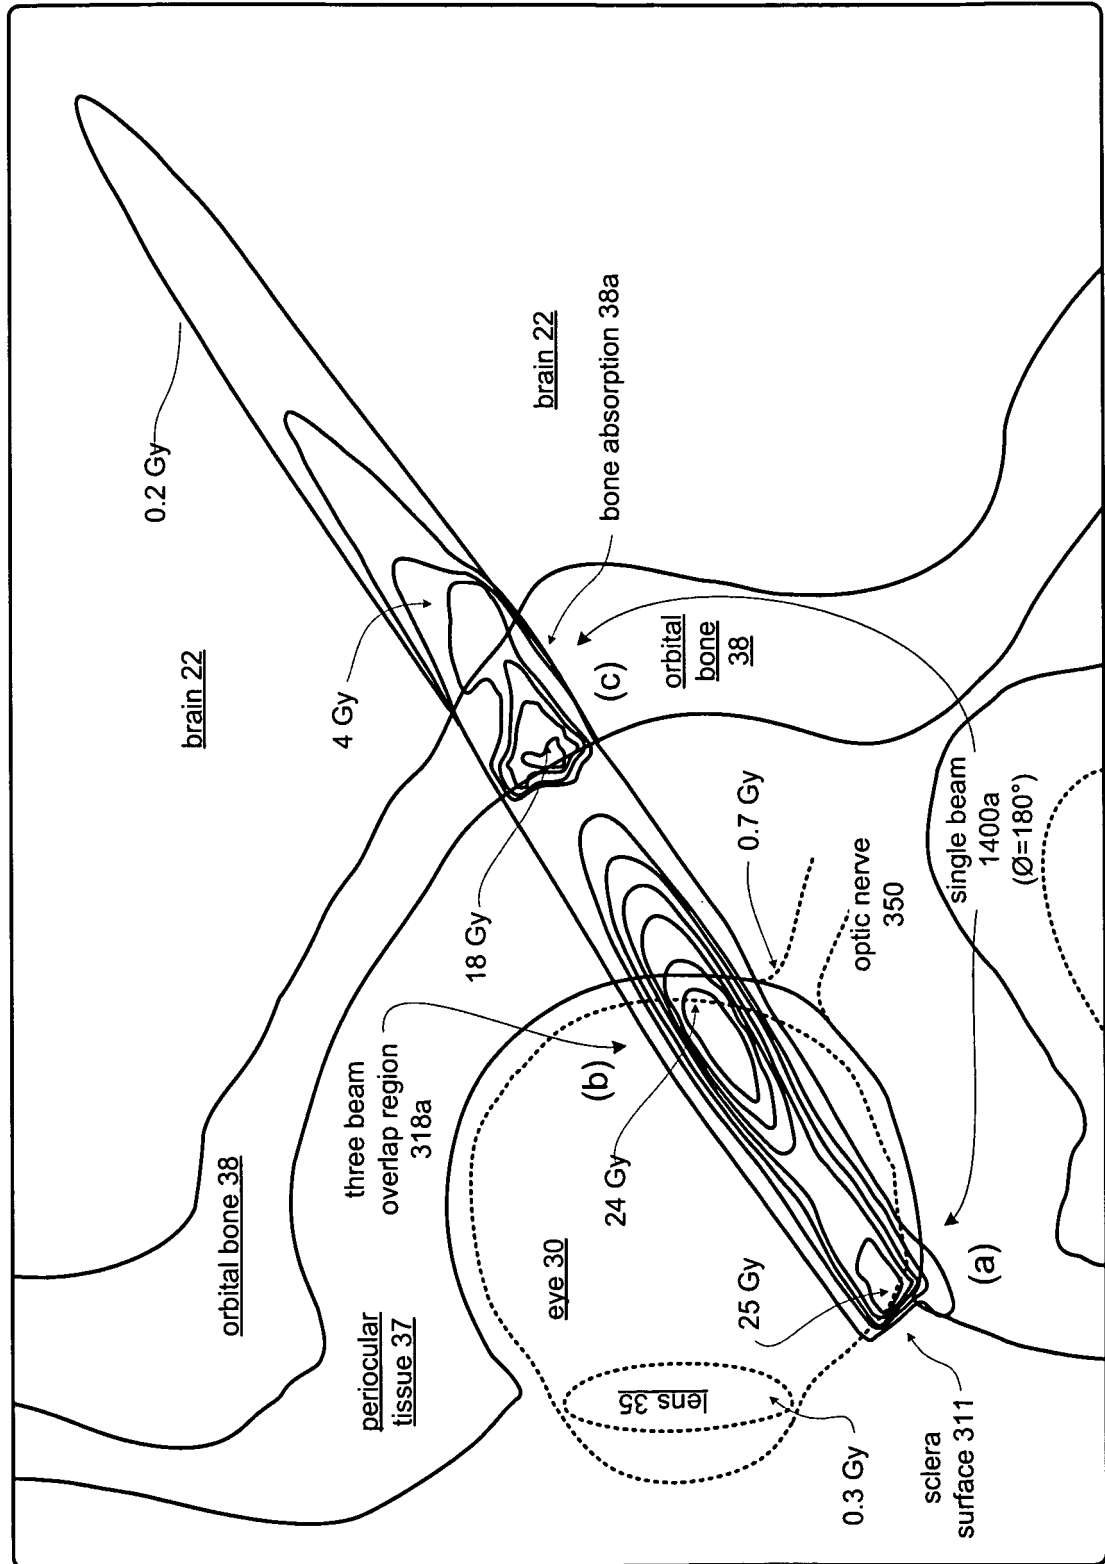 0.2 Gy
brain 22
brain 22
bone absorption 38a
4 Gy
(c)
orbital
bone
38
18 Gy
0.7 Gy
single beam
1400a
(Ø=180°)
optic nerve
350
three beam
overlap region
318a
(b)
24 Gy
orbital bone 38
eye 30
25 Gy
(a)
periocular
tissue 37
lens 35
0.3 Gy
sclera
surface 311